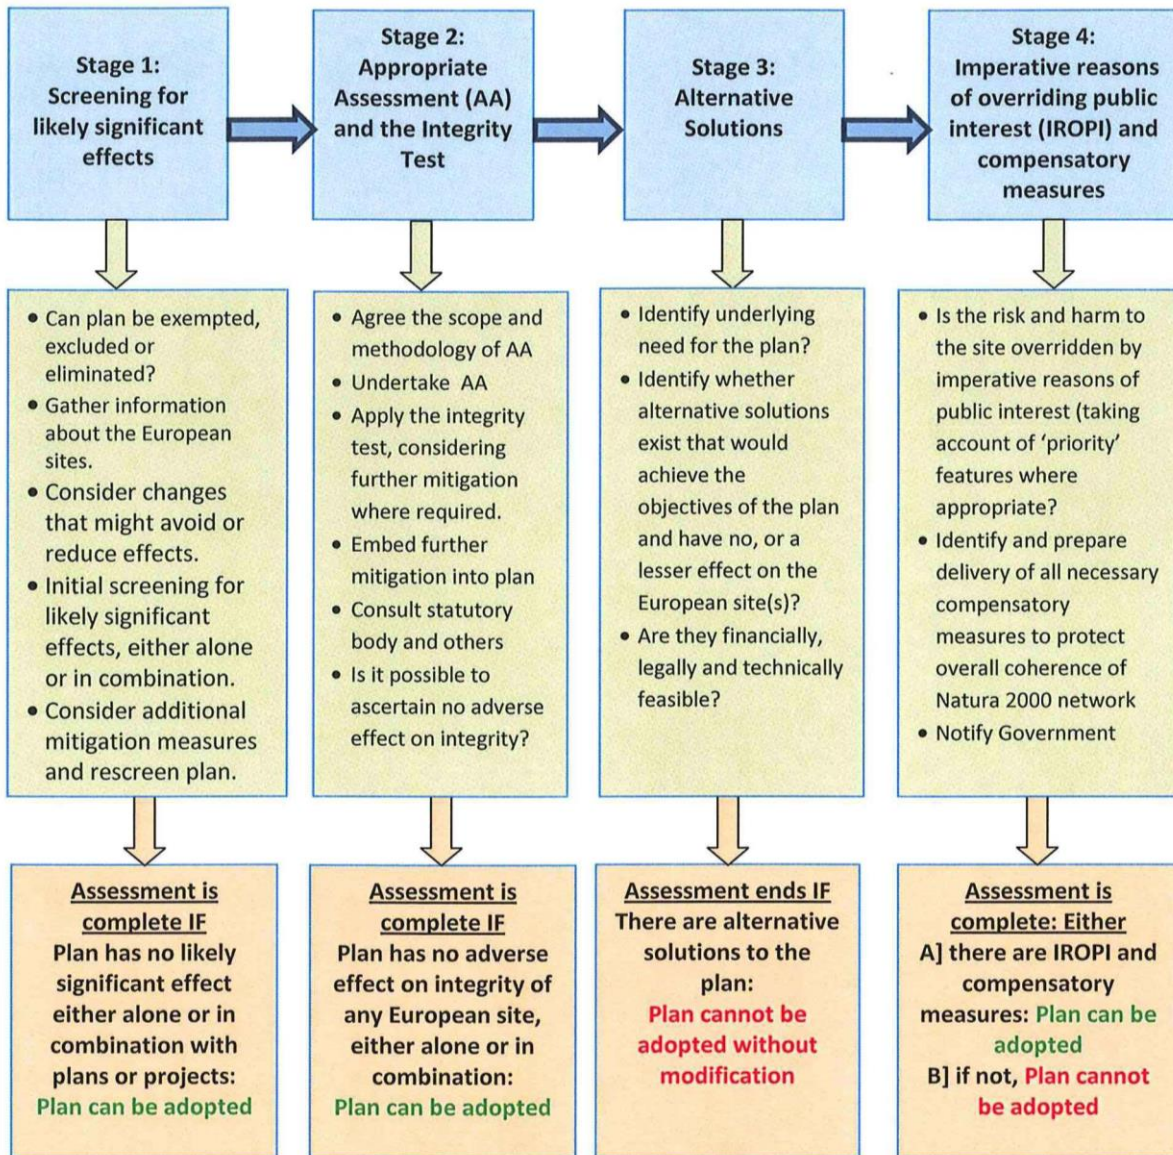 Stage 1:
Screening for
likely significant
effects
Stage 2:
Appropriate
Assessment (AA)
and the Integrity
Test
Stage 3:
Alternative
Solutions
Stage 4:
Imperative reasons
of overriding public
interest (IROPI) and
compensatory
measures
• Can plan be exempted,
excluded or
eliminated?
• Gather information
about the European
sites.
• Consider changes
that might avoid or
reduce effects.
• Initial screening for
likely significant
effects, either alone
or in combination.
• Consider additional
mitigation measures
and rescreen plan.
• Agree the scope and
methodology of AA
• Undertake AA
• Apply the integrity
test, considering
further mitigation
where required.
• Embed further
mitigation into plan
• Consult statutory
body and others
• Is it possible to
ascertain no adverse
effect on integrity?
• Identify underlying
need for the plan?
• Identify whether
alternative solutions
exist that would
achieve the
objectives of the plan
and have no, or a
lesser effect on the
European site(s)?
• Are they financially,
legally and technically
feasible?
• Is the risk and harm to
the site overridden by
imperative reasons of
public interest (taking
account of ‘priority’
features where
appropriate?
• Identify and prepare
delivery of all necessary
compensatory
measures to protect
overall coherence of
Natura 2000 network
• Notify Government
Assessment is
complete IF
Plan has no likely
significant effect
either alone or in
combination with
plans or projects:
Plan can be adopted
Assessment is
complete IF
Plan has no adverse
effect on integrity of
any European site,
either alone or in
combination:
Plan can be adopted
Assessment ends IF
There are alternative
solutions to the
plan:
Plan cannot be
adopted without
modification
Assessment is
complete: Either
A] there are IROPI and
compensatory
measures: Plan can be
adopted
B] if not, Plan cannot
be adopted